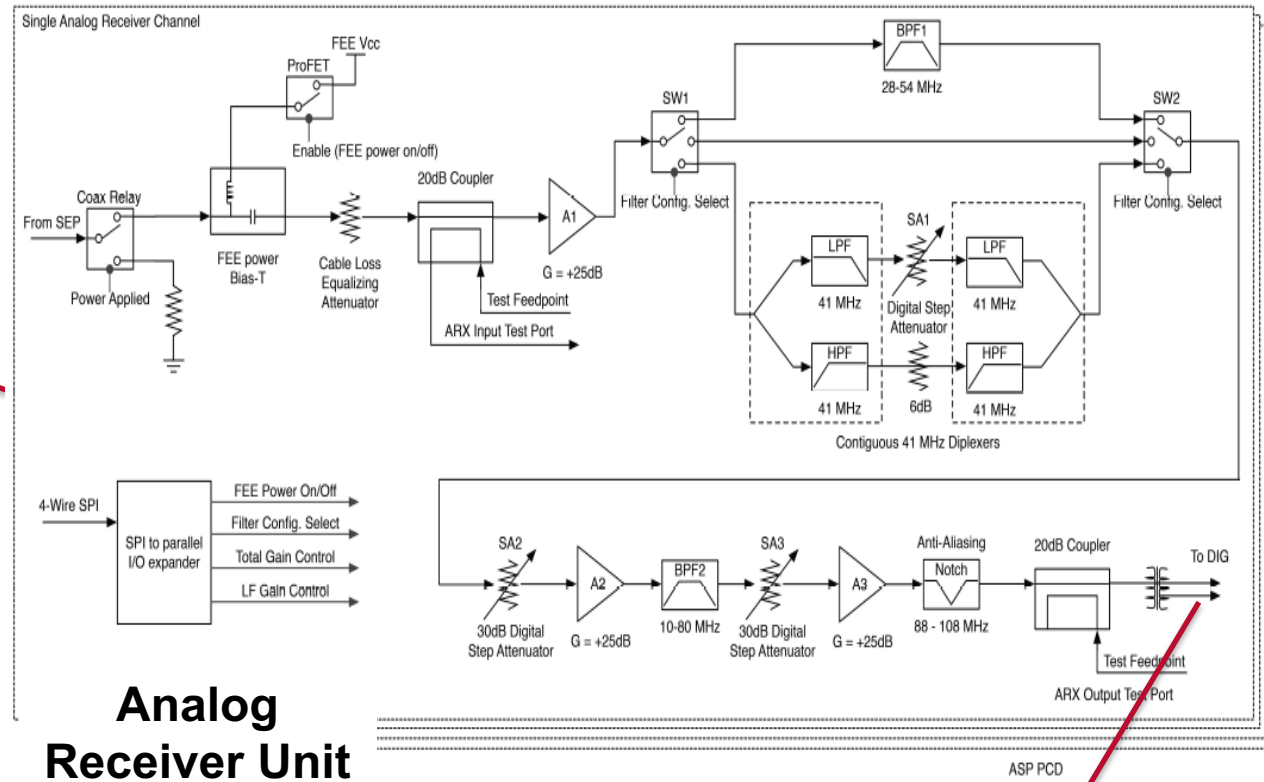 Single Analog Receiver Channel
FEE Vcc
ProFET
Enable (FEE power on/off)
Coax Relay
From SEP
Power Applied
FEE power
Bias-T
Cable Loss
Equalizing
Attenuator
20dB Coupler
Test Feedpoint
ARX Input Test Port
A1
G = +25dB
SW1
Filter Config. Select
BPF1
28-54 MHz
SW2
Filter Config. Select
LPF
41 MHz
SA1
Digital Step
Attenuator
LPF
41 MHz
HPF
41 MHz
6dB
HPF
41 MHz
Contiguous 41 MHz Diplexers
4-Wire SPI
SPI to parallel
I/O expander
FEE Power On/Off
Filter Config. Select
Total Gain Control
LF Gain Control
SA2
30dB Digital
Step Attenuator
A2
G = +25dB
BPF2
10-80 MHz
SA3
30dB Digital
Step Attenuator
A3
G = +25dB
Anti-Aliasing
Notch
88 - 108 MHz
20dB Coupler
To DIG
Test Feedpoint
ARX Output Test Port
Analog
Receiver Unit
ASP PCD